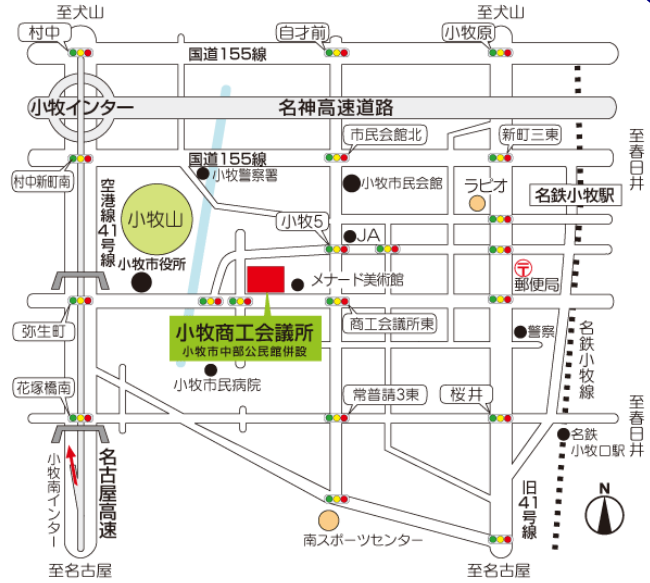 至犬山
至犬山
村中
自才前
小牧原
国道155線
小牧インター
名神高速道路
市民会館北
新町三東
至春日井
国道155線
村中新町南
小牧警察署
小牧市民会館
ラピオ
名鉄小牧駅
空港線41号線
小牧山
小牧5
JA
小牧市役所
メナード美術館
〒
郵便局
弥生町
小牧商工会議所
小牧市中部公民館併設
商工会議所東
警察
名鉄小牧線
小牧市民病院
花塚橋南
常普請3東
桜井
至春日井
名鉄
小牧口駅
名古屋高速
小牧南インター
旧41号線
N
南スポーツセンター
至名古屋
至名古屋